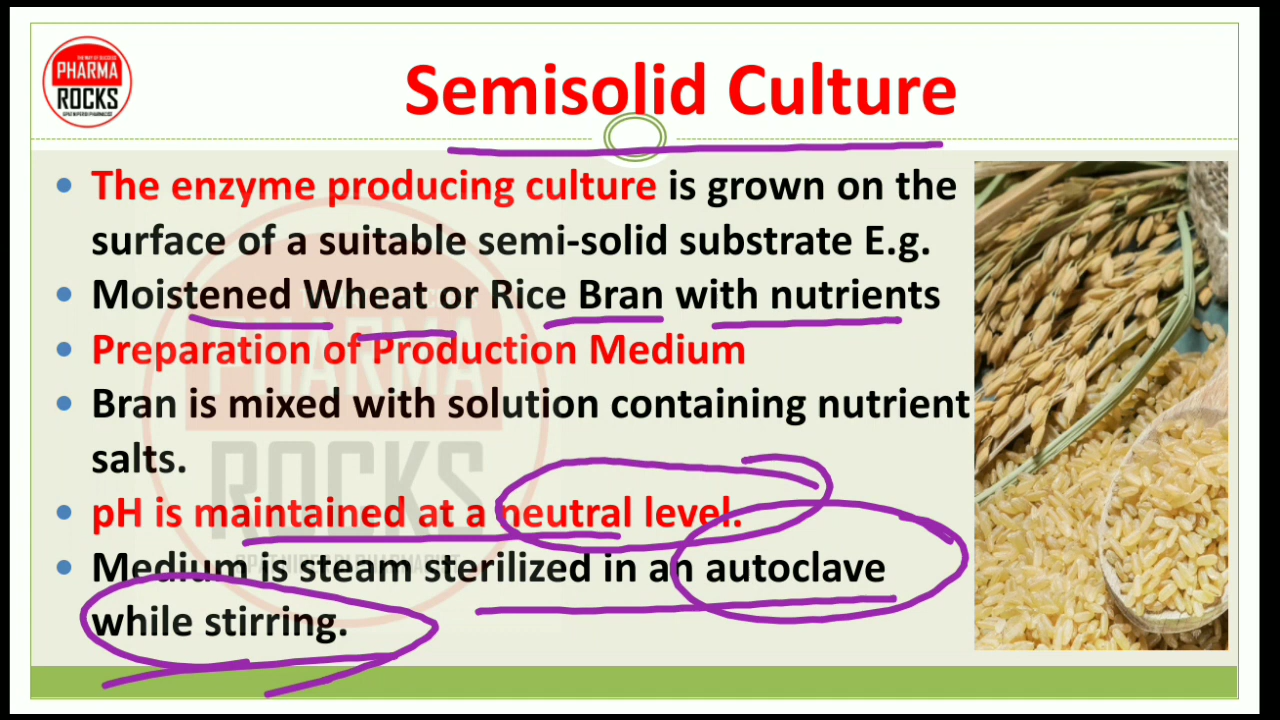 PHARMA
ROCKS
Semisolid Culture
• The enzyme producing culture is grown on the
surface of a suitable semi-solid substrate E.g.
• Moistened Wheat or Rice Bran with nutrients
• Preparation of Production Medium
• Bran is mixed with solution containing nutrient
salts.
• pH is maintained at a neutral level.
• Medium is steam sterilized in an autoclave
while stirring.
PHARMA
ROCKS